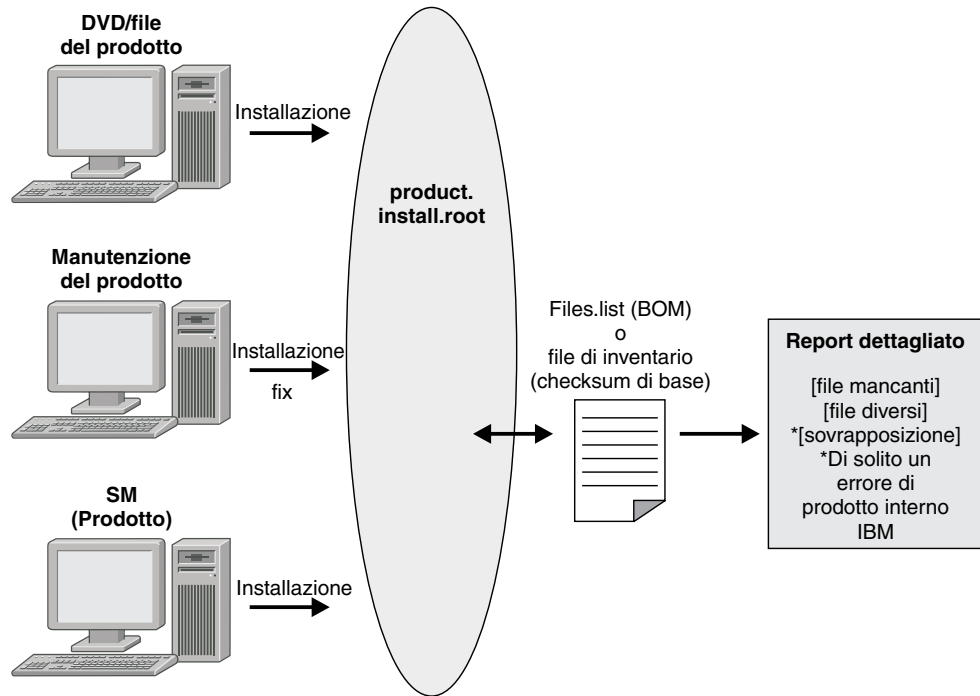 DVD/file
del prodotto
Installazione
Manutenzione
del prodotto
Installazione
fix
SM
(Prodotto)
Installazione
product.
install.root
Files.list (BOM)
o
file di inventario
(checksum di base)
Report dettagliato
[file mancanti]
[file diversi]
*[sovrapposizione]
*Di solito un
errore di
prodotto interno
IBM